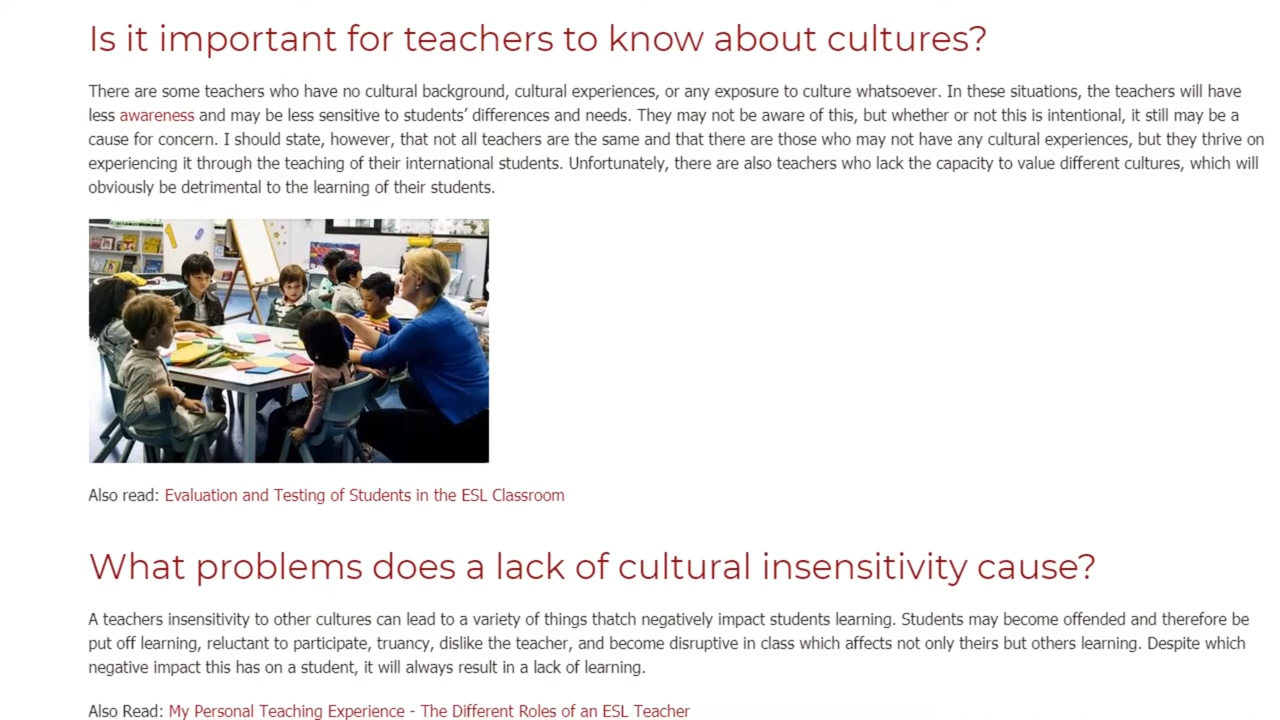 Is it important for teachers to know about cultures?
There are some teachers who have no cultural background, cultural experiences, or any exposure to culture whatsoever. In these situations, the teachers will have
less awareness and may be less sensitive to students’ differences and needs. They may not be aware of this, but whether or not this is intentional, it still may be a
cause for concern. I should state, however, that not all teachers are the same and that there are those who may not have any cultural experiences, but they thrive on
experiencing it through the teaching of their international students. Unfortunately, there are also teachers who lack the capacity to value different cultures, which will
obviously be detrimental to the learning of their students.
Also read: Evaluation and Testing of Students in the ESL Classroom
What problems does a lack of cultural insensitivity cause?
A teachers insensitivity to other cultures can lead to a variety of things thatch negatively impact students learning. Students may become offended and therefore be
put off learning, reluctant to participate, truancy, dislike the teacher, and become disruptive in class which affects not only theirs but others learning. Despite which
negative impact this has on a student, it will always result in a lack of learning.
Also Read: My Personal Teaching Experience - The Different Roles of an ESL Teacher